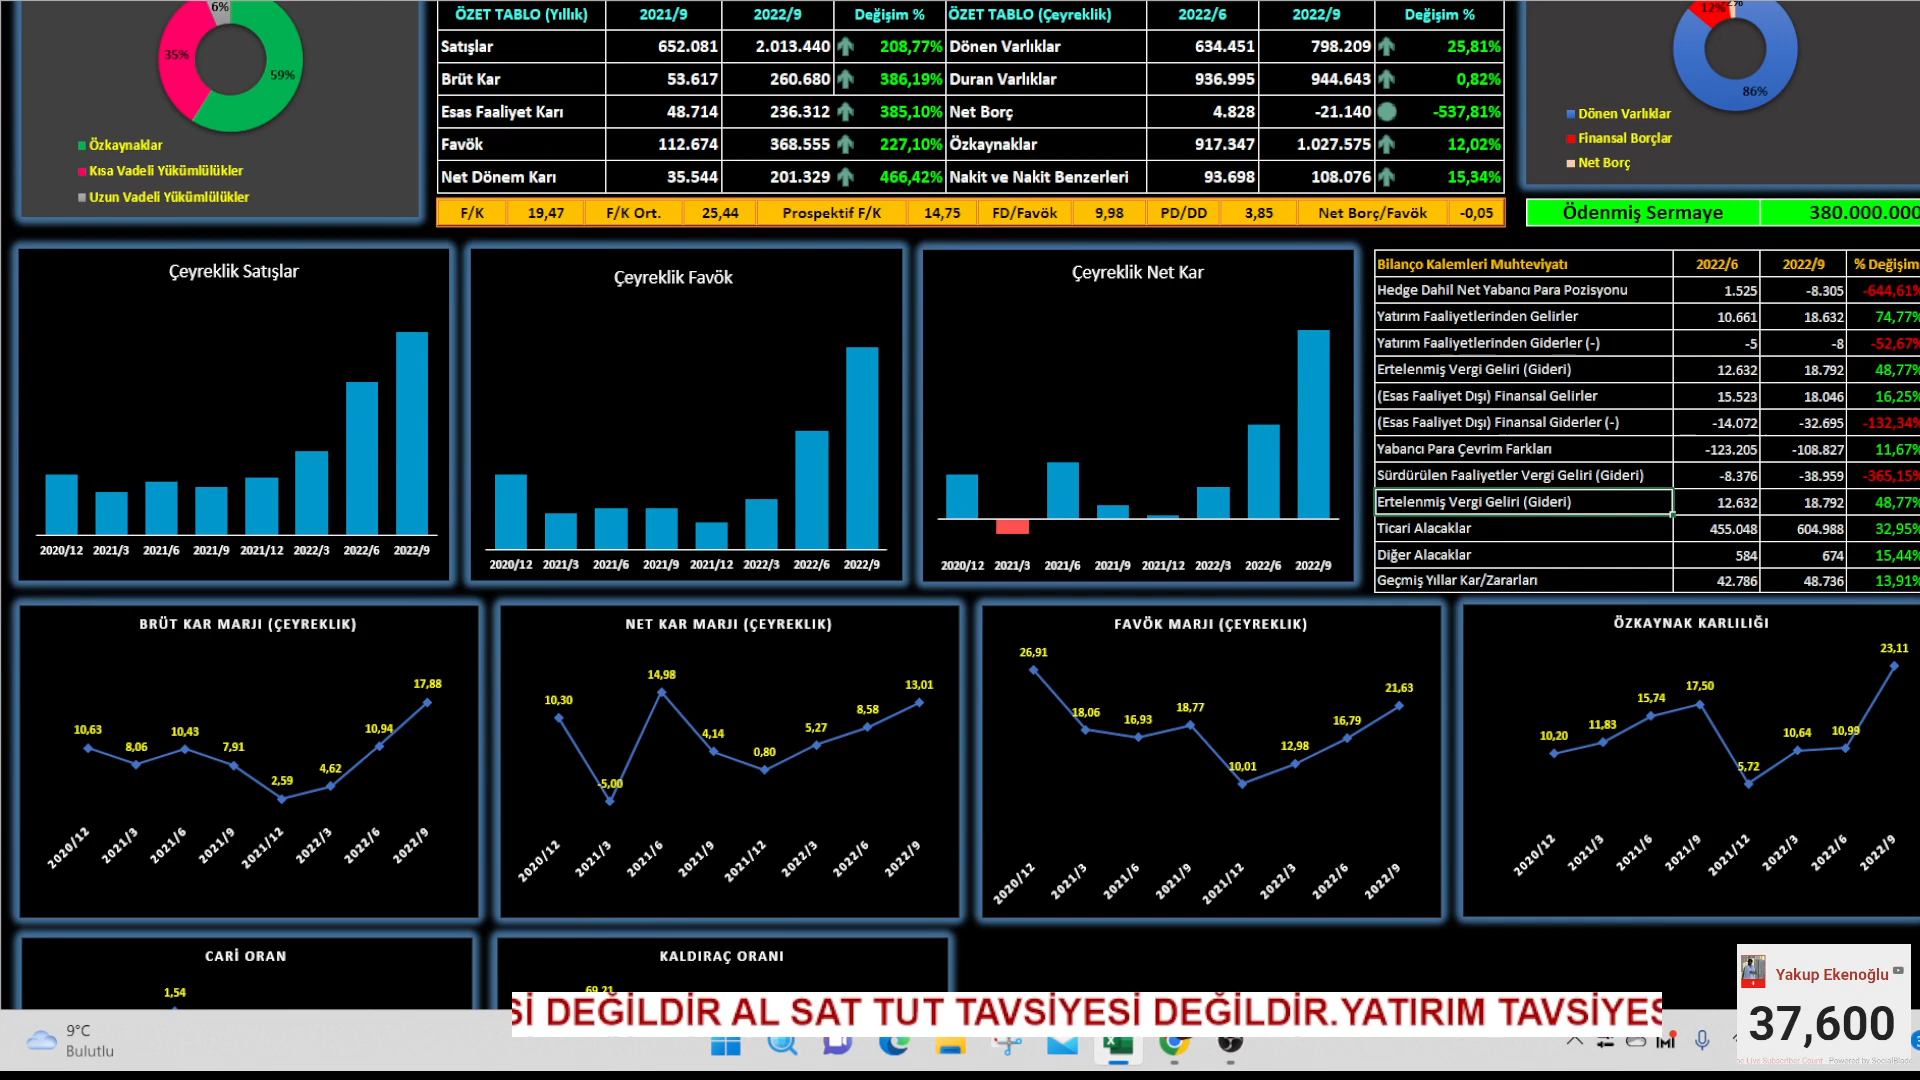 6%
35%
59%
Özkaynaklar
Kısa Vadeli Yükümlülükler
Uzun Vadeli Yükümlülükler
ÖZET TABLO (Yıllık) 2021/9 2022/9 Değişim % ÖZET TABLO (Çeyreklik) 2022/6 2022/9 Değişim %
Satışlar 652.081 2.013.440 208,77% Dönen Varlıklar 634.451 798.209 25,81%
Brüt Kar 53.617 260.680 386,19% Duran Varlıklar 936.995 944.643 0,82%
Esas Faaliyet Karı 48.714 236.312 385,10% Net Borç 4.828 -21.140 -537,81%
Favök 112.674 368.555 227,10% Özkaynaklar 917.347 1.027.575 12,02%
Net Dönem Karı 35.544 201.329 466,42% Nakit ve Nakit Benzerleri 93.698 108.076 15,34%
F/K 19,47 F/K Ort. 25,44 Prospektif F/K 14,75 FD/Favök 9,98 PD/DD 3,85 Net Borç/Favök -0,05
12%
86%
Dönen Varlıklar
Finansal Borçlar
Net Borç
Ödenmiş Sermaye 380.000.000
Çeyreklik Satışlar
2020/12 2021/3 2021/6 2021/9 2021/12 2022/3 2022/6 2022/9
Çeyreklik Favök
2020/12 2021/3 2021/6 2021/9 2021/12 2022/3 2022/6 2022/9
Çeyreklik Net Kar
2020/12 2021/3 2021/6 2021/9 2021/12 2022/3 2022/6 2022/9
Bilanço Kalemleri Muhteviyatı 2022/6 2022/9 % Değişim
Hedge Dahil Net Yabancı Para Pozisyonu 1.525 -8.305 -644,61%
Yatırım Faaliyetlerinden Gelirler 10.661 18.632 74,77%
Yatırım Faaliyetlerinden Giderler (-) -5 -8 -52,67%
Ertelenmiş Vergi Geliri (Gideri) 12.632 18.792 48,77%
(Esas Faaliyet Dışı) Finansal Gelirler 15.523 18.046 16,25%
(Esas Faaliyet Dışı) Finansal Giderler (-) -14.072 -32.695 -132,34%
Yabancı Para Çevrim Farkları -123.205 -108.827 11,67%
Sürdürülen Faaliyetler Vergi Geliri (Gideri) -8.376 -38.959 -365,15%
Ertelenmiş Vergi Geliri (Gideri) 12.632 18.792 48,77%
Ticari Alacaklar 455.048 604.988 32,95%
Diğer Alacaklar 584 674 15,44%
Geçmiş Yıllar Kar/Zararları 42.786 48.736 13,91%
BRÜT KAR MARJI (ÇEYREKLIK)
10,63 8,06 10,43 7,91 2,59 4,62 10,94 17,88
2020/12 2021/3 2021/6 2021/9 2021/12 2022/3 2022/6 2022/9
NET KAR MARJI (ÇEYREKLIK)
10,30 -5,00 14,98 4,14 0,80 5,27 8,58 13,01
2020/12 2021/3 2021/6 2021/9 2021/12 2022/3 2022/6 2022/9
FAVÖK MARJI (ÇEYREKLIK)
26,91 18,06 16,93 18,77 10,01 12,98 16,79 21,63
2020/12 2021/3 2021/6 2021/9 2021/12 2022/3 2022/6 2022/9
ÖZKAYNAK KARLILIĞI
10,20 11,83 15,74 17,50 5,72 10,64 10,99 23,11
2020/12 2021/3 2021/6 2021/9 2021/12 2022/3 2022/6 2022/9
CARİ ORAN
1,54
KALDIRAÇ ORANI
69,21
Sİ DEĞİLDİR AL SAT TUT TAVSİYESİ DEĞİLDİR.YATIRIM TAVSİYES
9°C
Bulutlu
Yakup Ekenoğlu
37,600
Live Subscriber Count - Powered by SocialBlade